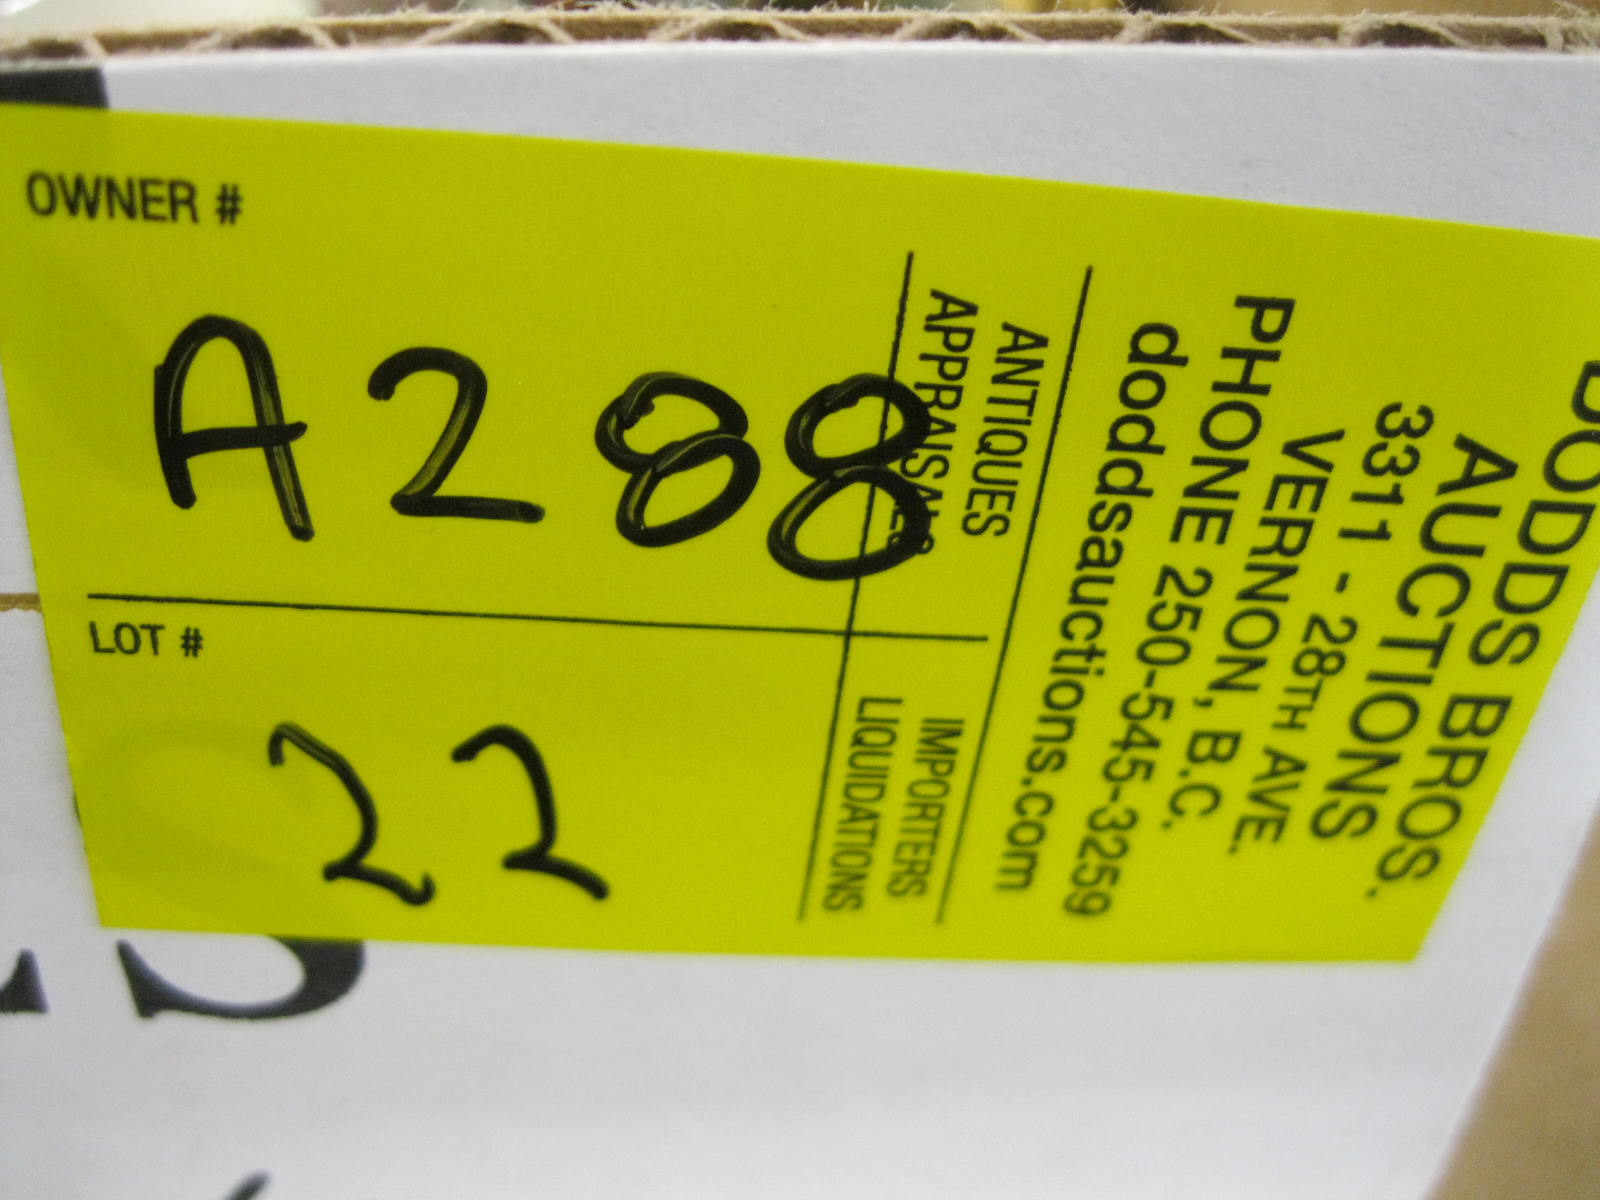 OWNER #
A288
LOT #
22
ANTIQUES
APPRAISALS
IMPORTERS
LIQUIDATIONS
DODDS BROS.
AUCTIONS
3311 - 28TH AVE.
VERNON, B.C.
PHONE 250-545-3259
doddsauctions.com